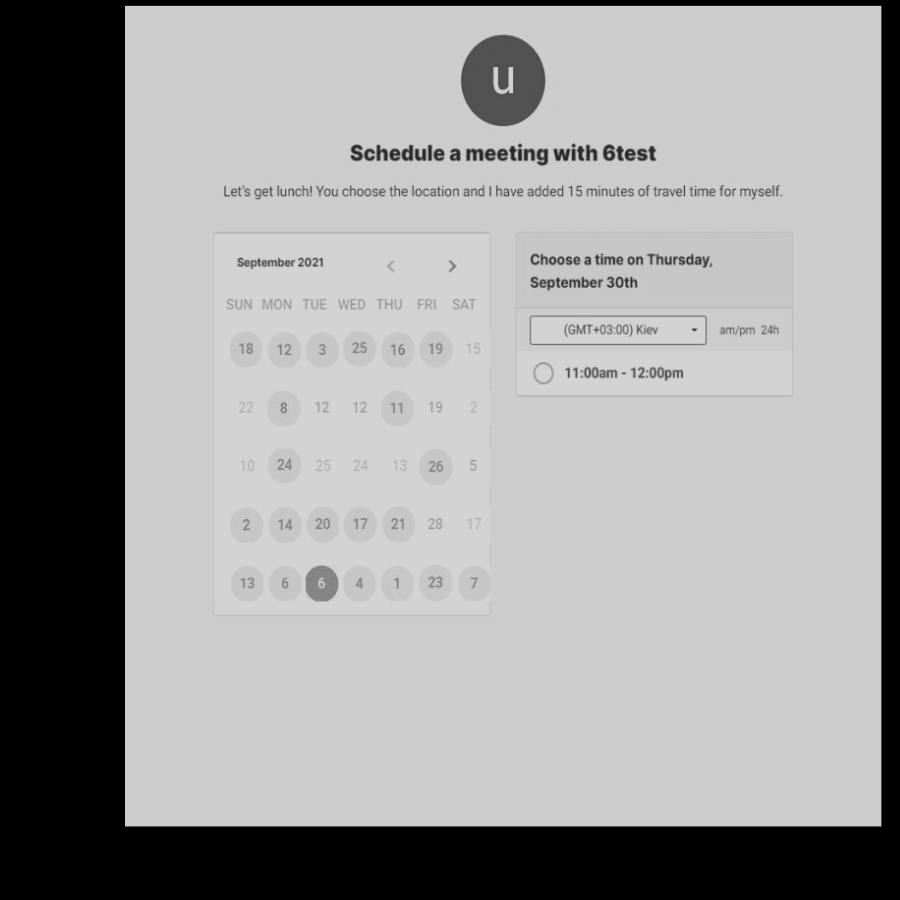 u
Schedule a meeting with 6test
Let's get lunch! You choose the location and I have added 15 minutes of travel time for myself.
September 2021
SUN MON TUE WED THU FRI SAT
18 12 3 25 16 19 15
22 8 12 12 11 19 2
10 24 25 24 13 26 5
2 14 20 17 21 28 17
13 6 6 4 1 23 7
Choose a time on Thursday,
September 30th
(GMT+03:00) Kiev am/pm 24h
11:00am - 12:00pm